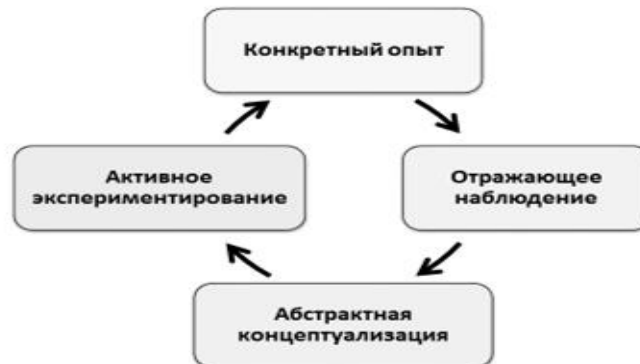 Конкретный опыт
Активное
экспериментирование
Отражающее
наблюдение
Абстрактная
концептуализация